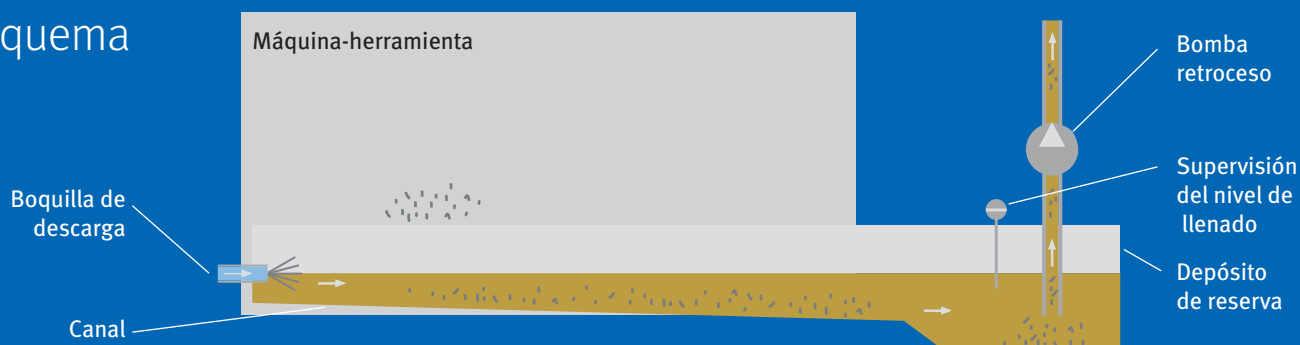 quema
Máquina-herramienta
Bomba
retroceso
Supervisión
del nivel de
llenado
Boquilla de
descarga
Depósito
de reserva
Canal